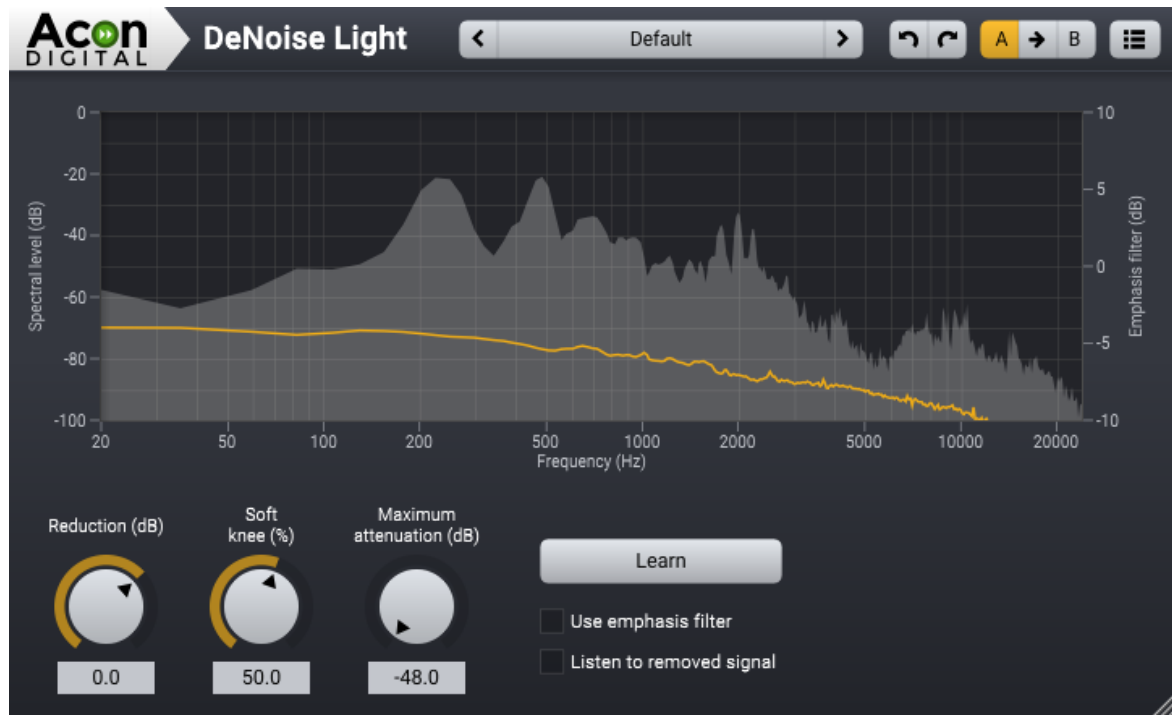 Acon
DIGITAL
DeNoise Light
Default
A
B
0
-20
-40
-60
-80
-100
Spectral level (dB)
10
5
0
-5
-10
Emphasis filter (dB)
20 50 100 200 500 1000 2000 5000 10000 20000
Frequency (Hz)
Reduction (dB)
Soft
knee (%)
Maximum
attenuation (dB)
0.0
50.0
-48.0
Learn
Use emphasis filter
Listen to removed signal